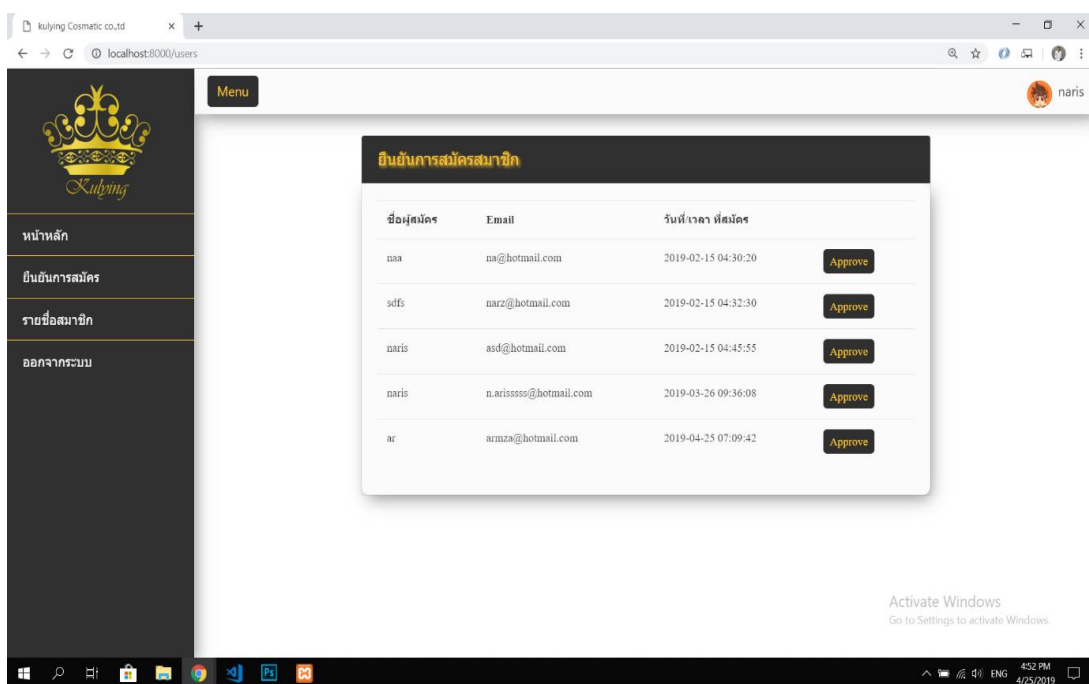 kulying Cosmatic co.,td
localhost:8000/users
Kulying
Menu
naris
หน้าหลัก
ยืนยันการสมัคร
รายชื่อสมาชิก
ออกจากระบบ
ยืนยันการสมัครสมาชิก
ชื่อผู้สมัคร Email วันที่/เวลา ที่สมัคร
naa na@hotmail.com 2019-02-15 04:30:20 Approve
sdfs narz@hotmail.com 2019-02-15 04:32:30 Approve
naris asd@hotmail.com 2019-02-15 04:45:55 Approve
naris n.arisssss@hotmail.com 2019-03-26 09:36:08 Approve
ar armza@hotmail.com 2019-04-25 07:09:42 Approve
Activate Windows
Go to Settings to activate Windows.
Ps
ENG
4:52 PM
4/25/2019